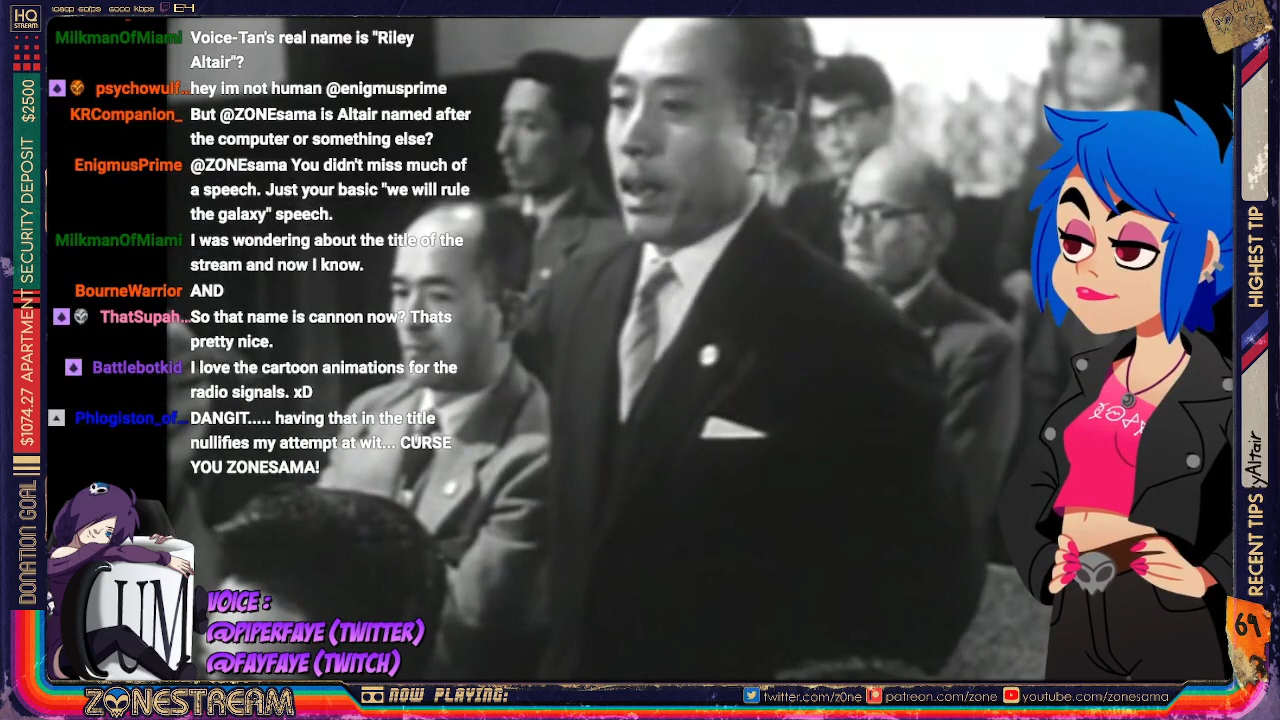 HQ
STREAM
MilkmanOfMiami Voice-Tan's real name is "Riley
Altair"?
psychowulf... hey im not human @enigmusprime
KRCompanion_ But @ZONEsama is Altair named after
the computer or something else?
EnigmusPrime @ZONEsama You didn't miss much of
a speech. Just your basic "we will rule
the galaxy" speech.
MilkmanOfMiami I was wondering about the title of the
stream and now I know.
BourneWarrior AND
ThatSupah... So that name is cannon now? Thats
pretty nice.
Battlebotkid I love the cartoon animations for the
radio signals. xD
Phlogiston_of... DANGIT..... having that in the title
nullifies my attempt at wit... CURSE
YOU ZONESAMA!
DONATION GOAL
$1074.27 APARTMENT SECURITY DEPOSIT $2500
CUM
VOICE :
@PIPERFAYE (TWITTER)
@FAYFAYE (TWITCH)
ZONESTREAM
NOW PLAYING:
twitter.com/z0ne
patreon.com/zone
youtube.com/zonesama
HIGHEST TIP
RECENT TIPS
yAltair
69